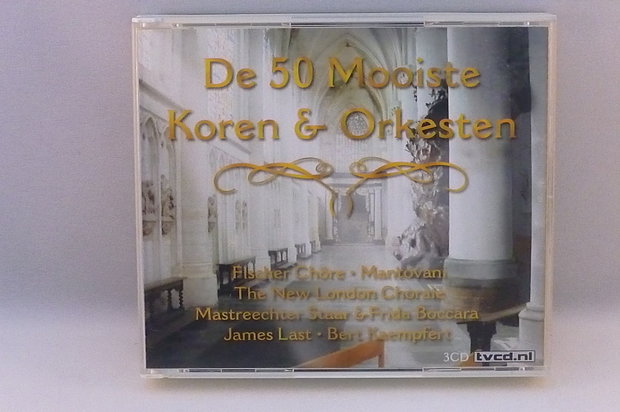 De 50 Mooiste
Koren & Orkesten
Fischer Chöre • Mantovani
The New London Chorale
Mastreechter Staar & Frida Boccara
James Last • Bert Kaempfert
3CD tvcd.nl